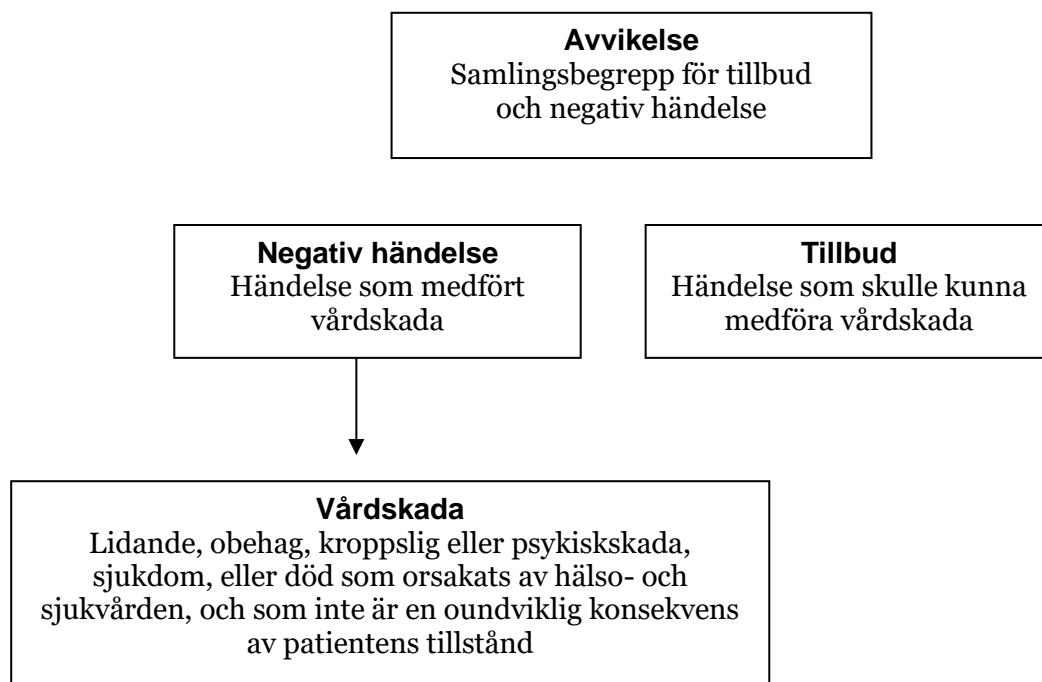 Avvikelse
Samlingsbegrepp för tillbud
och negativ händelse
Negativ händelse
Händelse som medfört
vårdskada
Tillbud
Händelse som skulle kunna
medföra vårdskada
Vårdskada
Lidande, obehag, kroppslig eller psykiskskada,
sjukdom, eller död som orsakats av hälso- och
sjukvården, och som inte är en oundviklig konsekvens
av patientens tillstånd